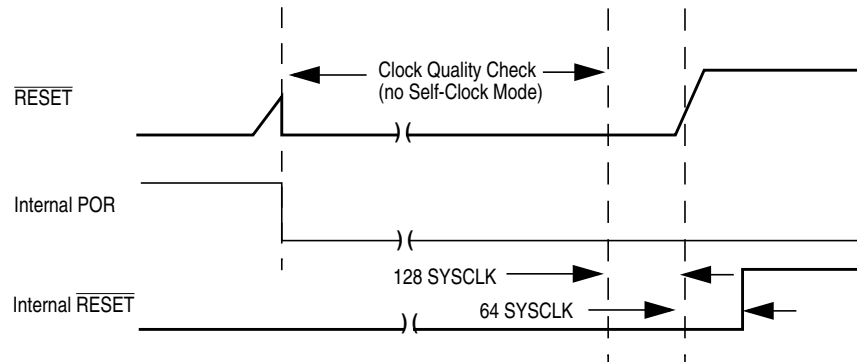 Clock Quality Check
(no Self-Clock Mode)
RESET
Internal POR
128 SYSCLK
Internal RESET
64 SYSCLK